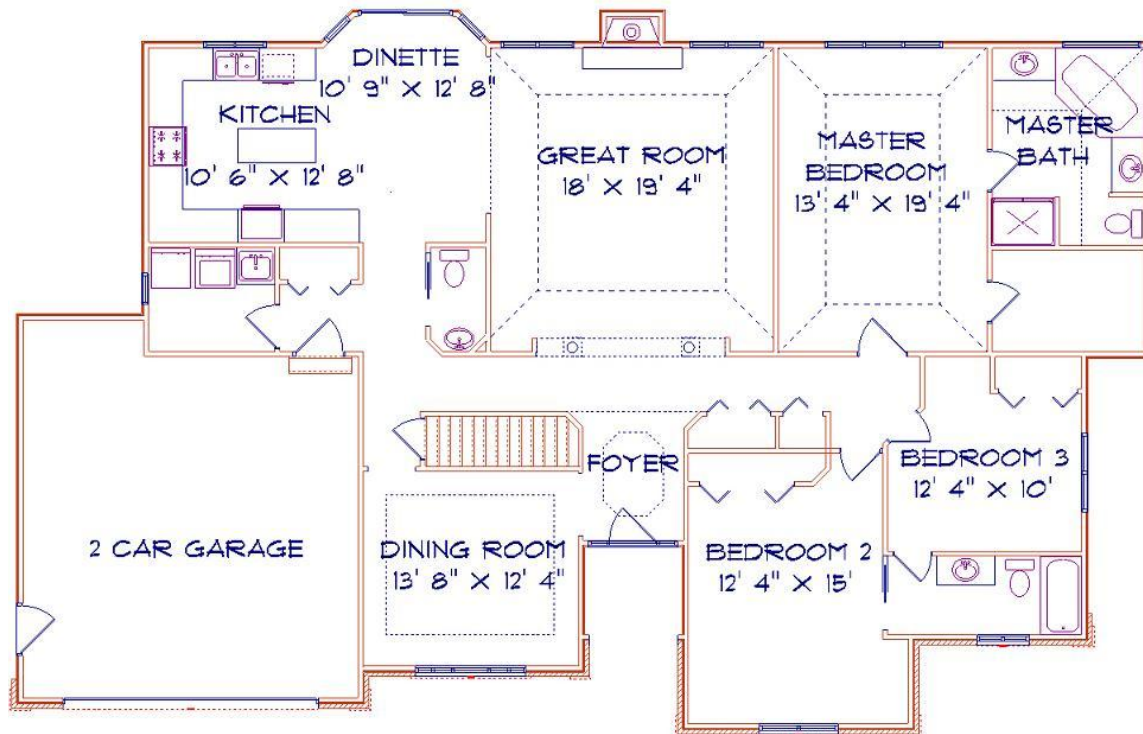 DINETTE
10' 9" X 12' 8"
KITCHEN
10' 6" X 12' 8"
GREAT ROOM
18' X 19' 4"
MASTER
BEDROOM
13' 4" X 19' 4"
MASTER
BATH
FOYER
BEDROOM 3
12' 4" X 10'
2 CAR GARAGE
DINING ROOM
13' 8" X 12' 4"
BEDROOM 2
12' 4" X 15'